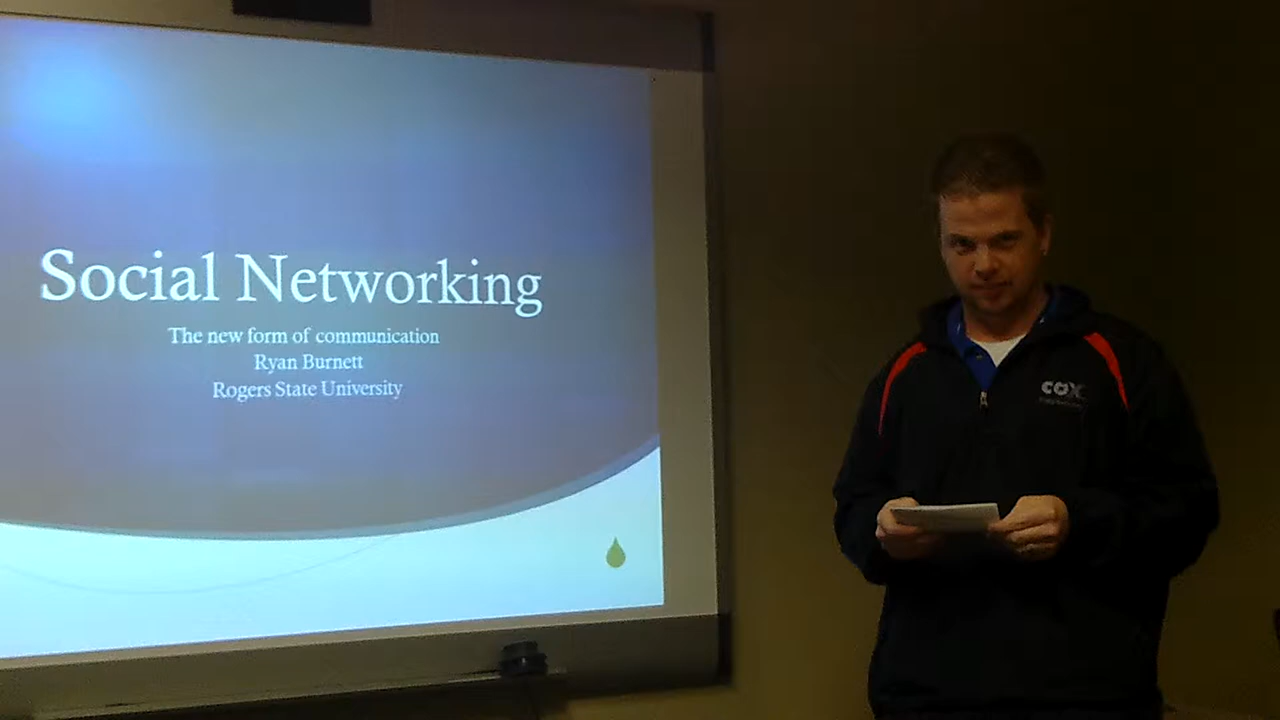 Social Networking
The new form of communication
Ryan Burnett
Rogers State University
COX